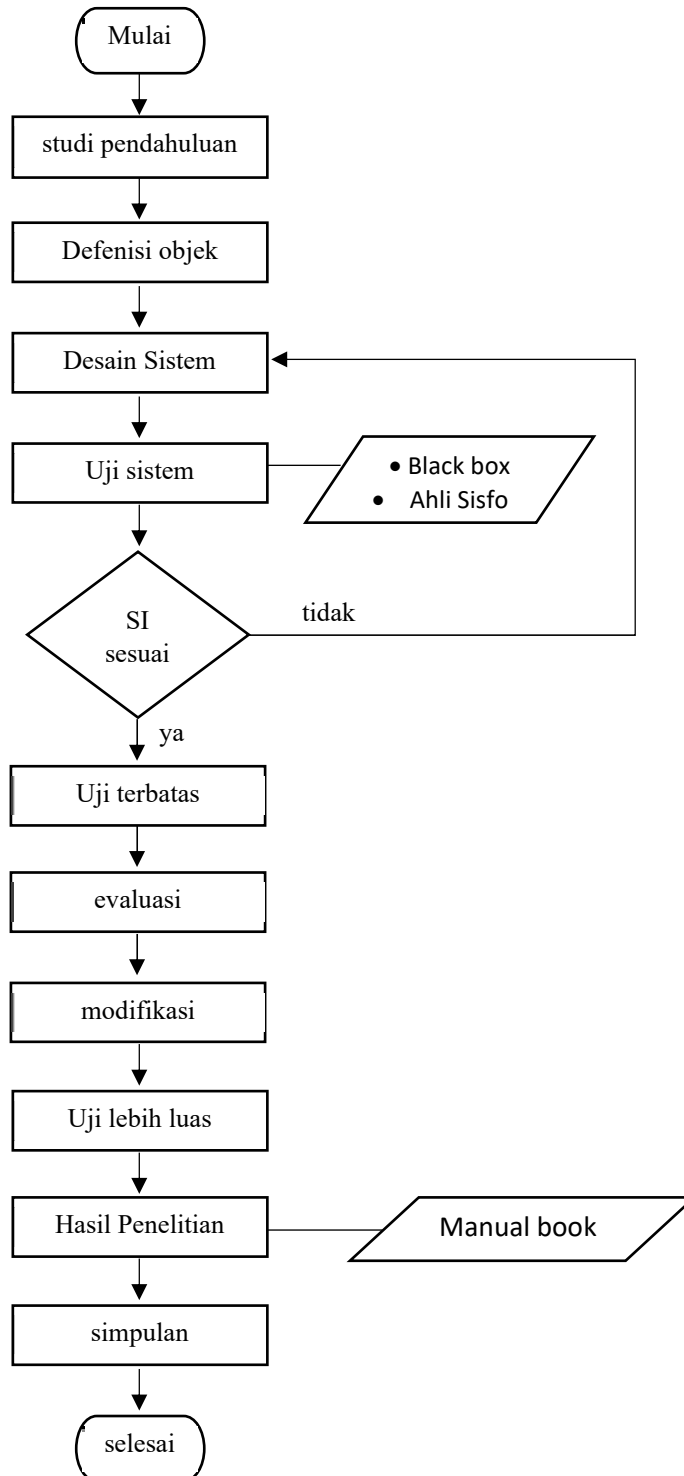 Mulai
studi pendahuluan
Defenisi objek
Desain Sistem
Uji sistem
• Black box
• Ahli Sisfo
SI
sesuai
tidak
ya
Uji terbatas
evaluasi
modifikasi
Uji lebih luas
Hasil Penelitian
Manual book
simpulan
selesai